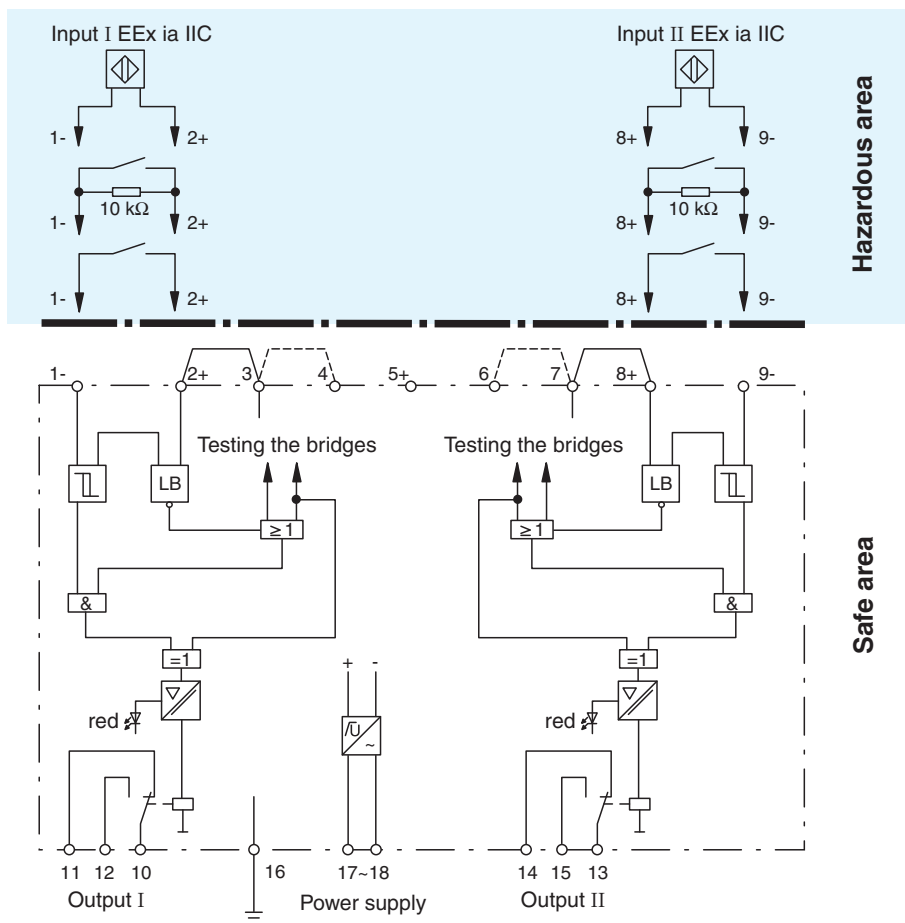 Input I EEx ia IIC
Input II EEx ia IIC
Hazardous area
1-
2+
8+
9-
10 kΩ
10 kΩ
1-
2+
8+
9-
1-
2+
8+
9-
1-
2+
3
4
5+
6
7
8+
9-
Testing the bridges
Testing the bridges
LB
LB
≥ 1
≥ 1
Safe area
&
&
=1
=1
+ -
red
red
U
~
11 12 10
16
17~18
14 15 13
Output I
Power supply
Output II